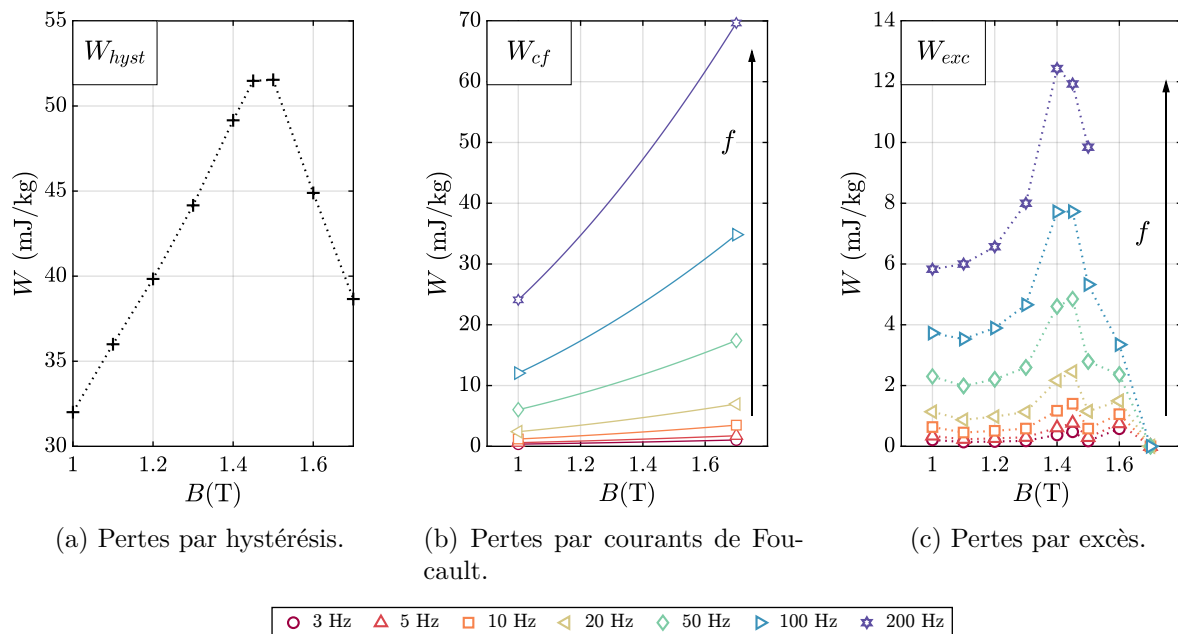 W_hyst
W (mJ/kg)
55
50
45
40
35
30
1
1.2
1.4
1.6
B(T)
(a) Pertes par hystérésis.
W_cf
W (mJ/kg)
70
60
50
40
30
20
10
0
1
1.2
1.4
1.6
B(T)
f
(b) Pertes par courants de Fou-
cault.
W_exc
W (mJ/kg)
14
12
10
8
6
4
2
0
1
1.2
1.4
1.6
B(T)
f
(c) Pertes par excès.
3 Hz 5 Hz 10 Hz 20 Hz 50 Hz 100 Hz 200 Hz